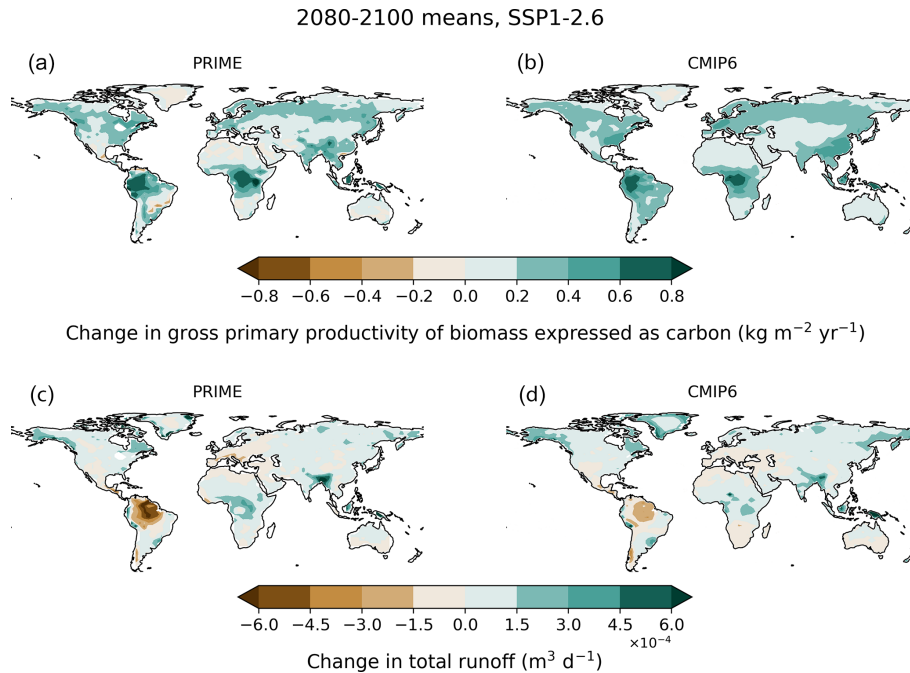 2080-2100 means, SSP1-2.6
(a) PRIME (b) CMIP6
−0.8 −0.6 −0.4 −0.2 0.0 0.2 0.4 0.6 0.8
Change in gross primary productivity of biomass expressed as carbon (kg m⁻² yr⁻¹)
(c) PRIME (d) CMIP6
−6.0 −4.5 −3.0 −1.5 0.0 1.5 3.0 4.5 6.0
×10⁻⁴
Change in total runoff (m³ d⁻¹)